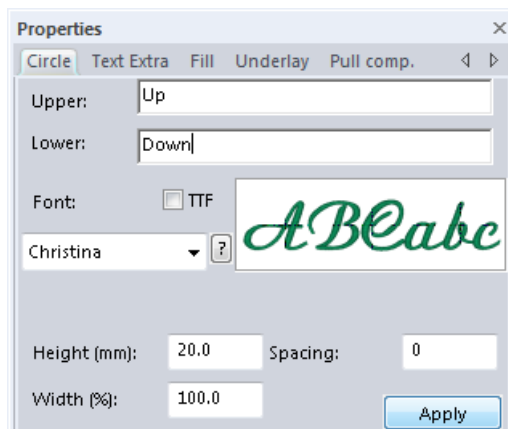 Properties
Circle Text Extra Fill Underlay Pull comp.
Upper: Up
Lower: Down
Font: TTF
ABCabc
Christina ?
Height (mm): 20.0 Spacing: 0
Width (%): 100.0
Apply